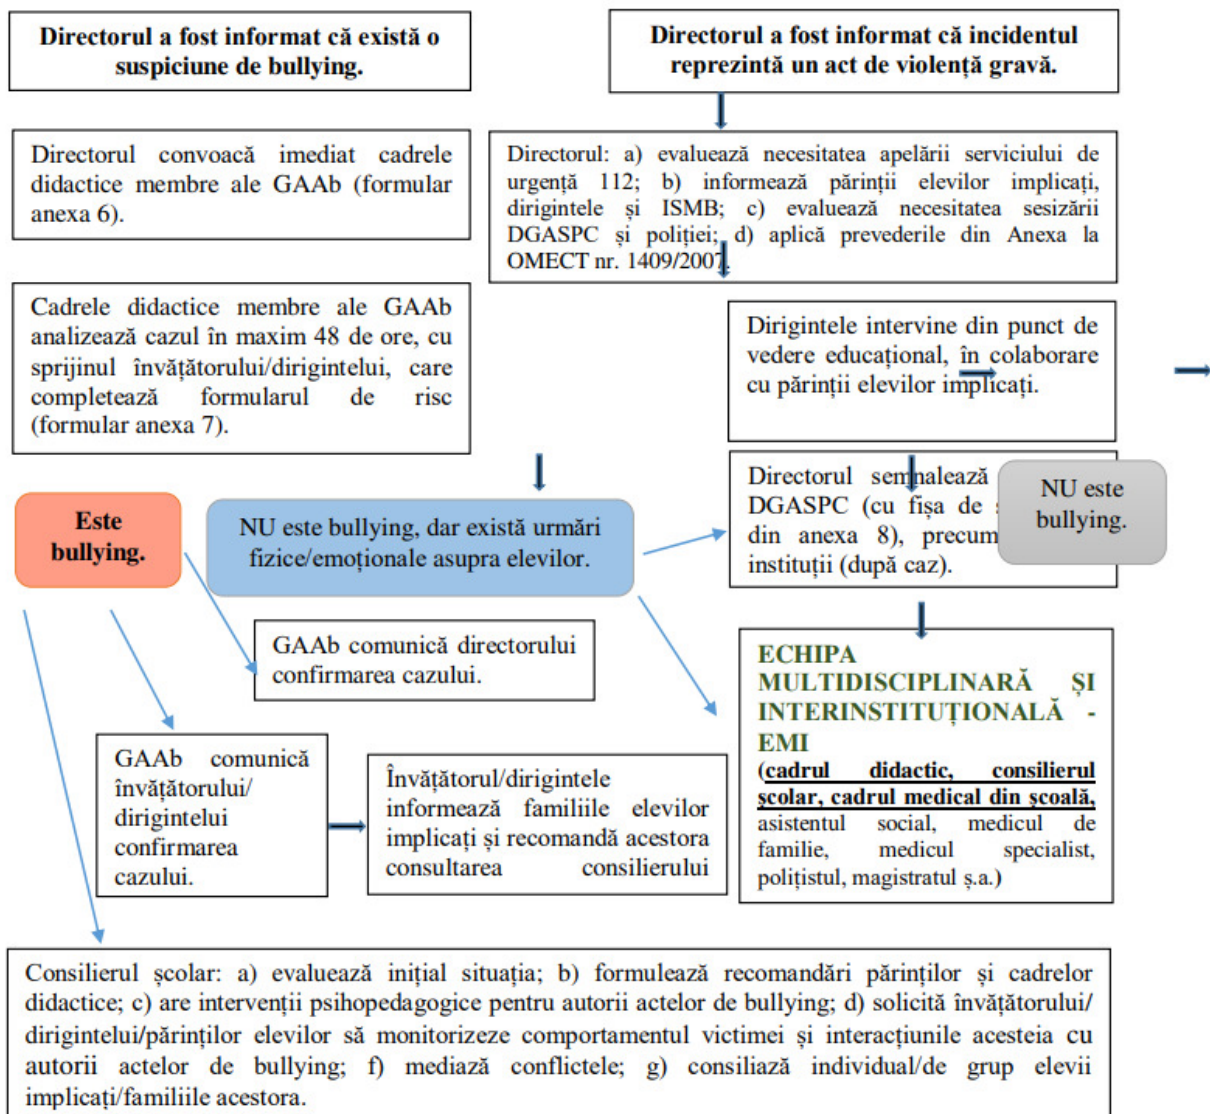 Directorul a fost informat că există o
suspiciune de bullying.
Directorul a fost informat că incidentul
reprezintă un act de violență gravă.
Directorul convoacă imediat cadrele
didactice membre ale GAAb (formular
anexa 6).
Directorul: a) evaluează necesitatea apelării serviciului de
urgență 112; b) informează părinții elevilor implicați,
dirigintele și ISMB; c) evaluează necesitatea sesizării
DGASPC și poliției; d) aplică prevederile din Anexa la
OMECT nr. 1409/2007.
Cadrele didactice membre ale GAAb
analizează cazul în maxim 48 de ore, cu
sprijinul învățătorului/dirigintelui, care
completează formularul de risc
(formular anexa 7).
Dirigintele intervine din punct de
vedere educațional, în colaborare
cu părinții elevilor implicați.
Este
bullying.
NU este bullying, dar există urmări
fizice/emoționale asupra elevilor.
Directorul semnalează
DGASPC (cu fișa de
din anexa 8), precum
instituții (după caz).
NU este
bullying.
GAAb comunică directorului
confirmarea cazului.
GAAb comunică
învățătorului/
dirigintelui
confirmarea
cazului.
Învățătorul/dirigintele
informează familiile elevilor
implicați și recomandă acestora
consultarea consilierului
ECHIPA
MULTIDISCIPLINARĂ ȘI
INTERINSTITUȚIONALĂ -
EMI
(cadrul didactic, consilierul
școlar, cadrul medical din școală,
asistentul social, medicul de
familie, medicul specialist,
polițistul, magistratul ș.a.)
Consilierul școlar: a) evaluează inițial situația; b) formulează recomandări părinților și cadrelor
didactice; c) are intervenții psihopedagogice pentru autorii actelor de bullying; d) solicită învățătorului/
dirigintelui/părinților elevilor să monitorizeze comportamentul victimei și interacțiunile acesteia cu
autorii actelor de bullying; f) mediază conflictele; g) consiliază individual/de grup elevii
implicați/familiile acestora.